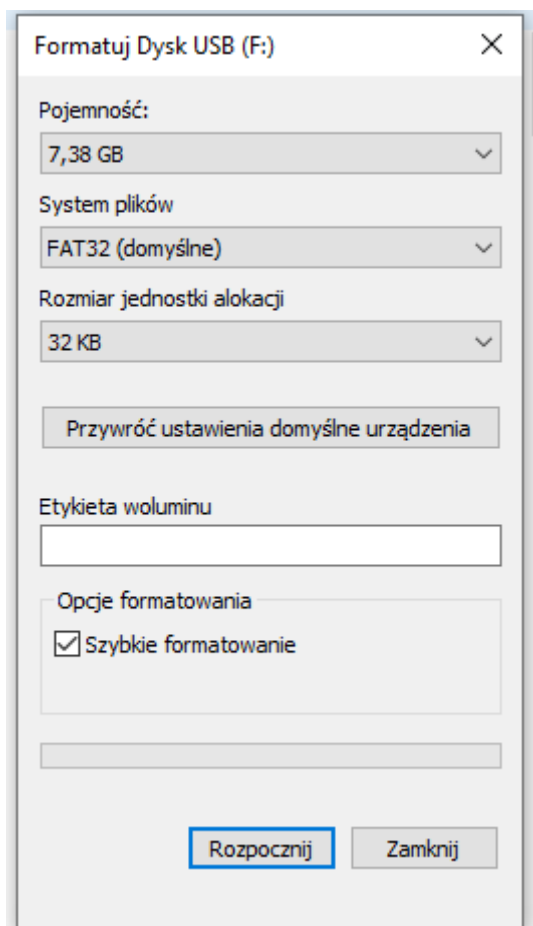 Formatuj Dysk USB (F:)
Pojemność:
7,38 GB
System plików
FAT32 (domyślne)
Rozmiar jednostki alokacji
32 KB
Przywróć ustawienia domyślne urządzenia
Etykieta woluminu
Opcje formatowania
Szybkie formatowanie
Rozpocznij Zamknij